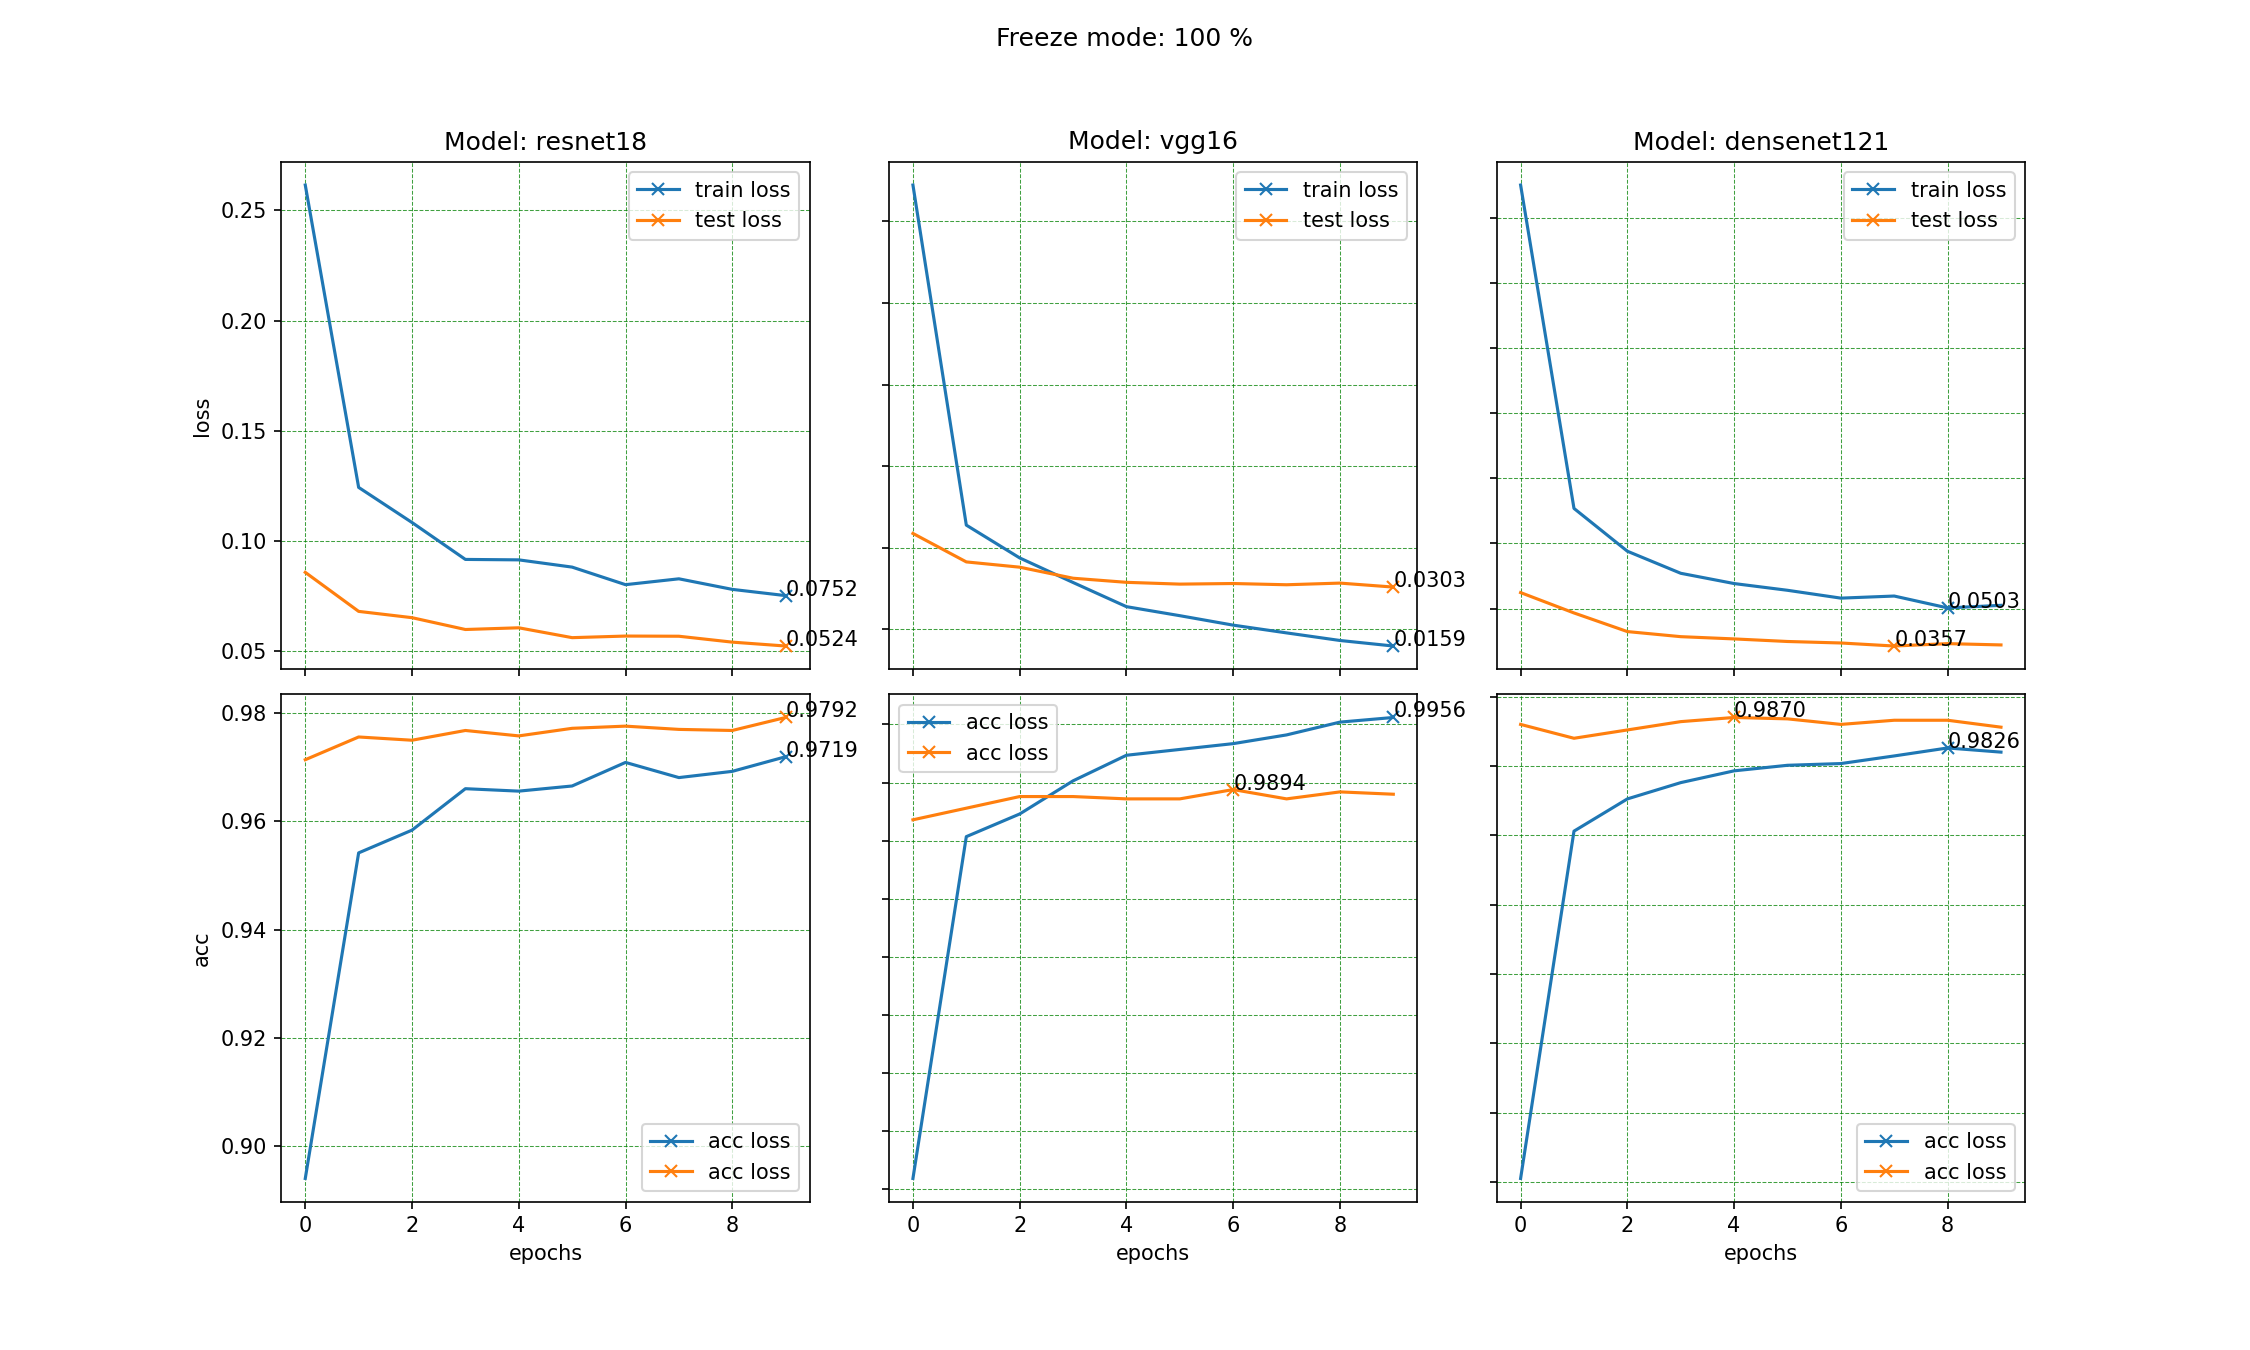 Freeze mode: 100 %
Model: resnet18
train loss
test loss
0.25
0.20
0.15
0.10
0.05
loss
0.0752
0.0524
Model: vgg16
train loss
test loss
0.0303
0.0159
Model: densenet121
train loss
test loss
0.0503
0.0357
0.98
0.96
0.94
0.92
0.90
acc
0.9792
0.9719
acc loss
acc loss
0 2 4 6 8
epochs
acc loss
acc loss
0.9956
0.9894
0 2 4 6 8
epochs
0.9870
0.9826
acc loss
acc loss
0 2 4 6 8
epochs